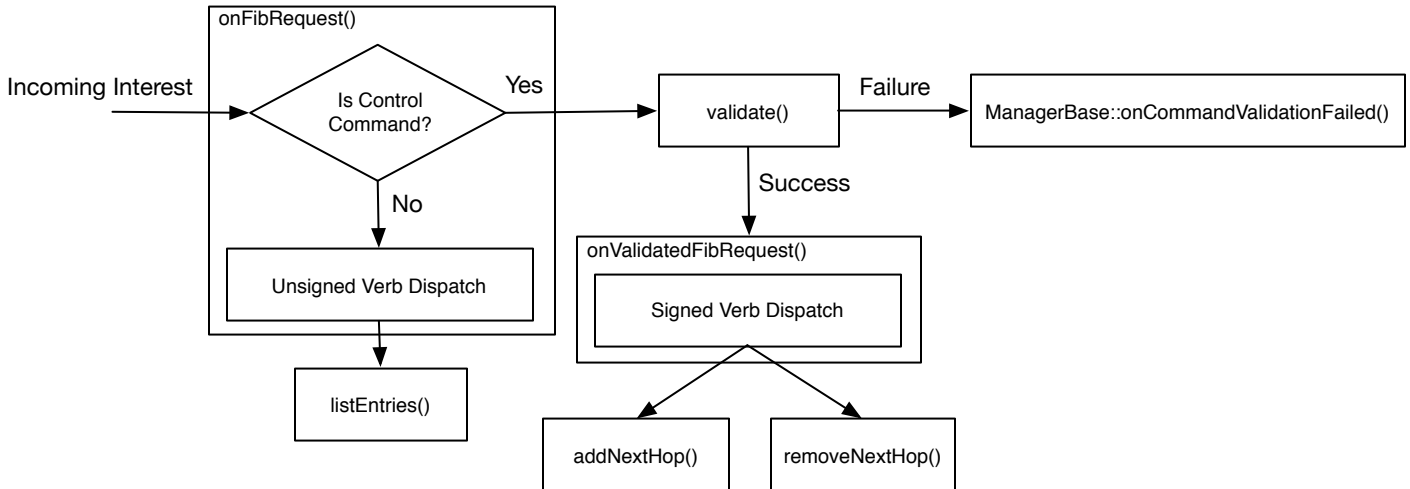 onFibRequest()
Incoming Interest
Is Control
Command?
Yes
validate()
Failure
ManagerBase::onCommandValidationFailed()
No
Success
Unsigned Verb Dispatch
onValidatedFibRequest()
Signed Verb Dispatch
listEntries()
addNextHop()
removeNextHop()